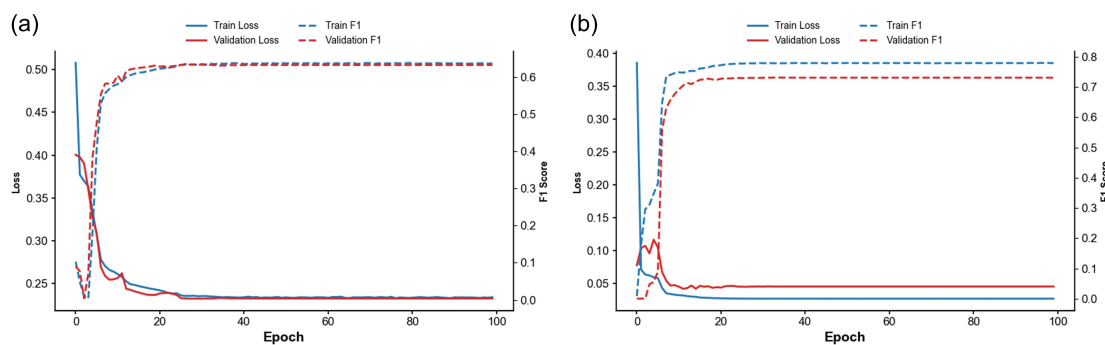 (a)
Train Loss
Train F1
Validation Loss
Validation F1
0.50
0.45
0.40
0.35
0.30
0.25
Loss
0.6
0.5
0.4
0.3
0.2
0.1
0.0
F1 Score
0 20 40 60 80 100
Epoch
(b)
Train Loss
Train F1
Validation Loss
Validation F1
0.40
0.35
0.30
0.25
0.20
0.15
0.10
0.05
Loss
0.8
0.7
0.6
0.5
0.4
0.3
0.2
0.1
0.0
F1 Score
0 20 40 60 80 100
Epoch